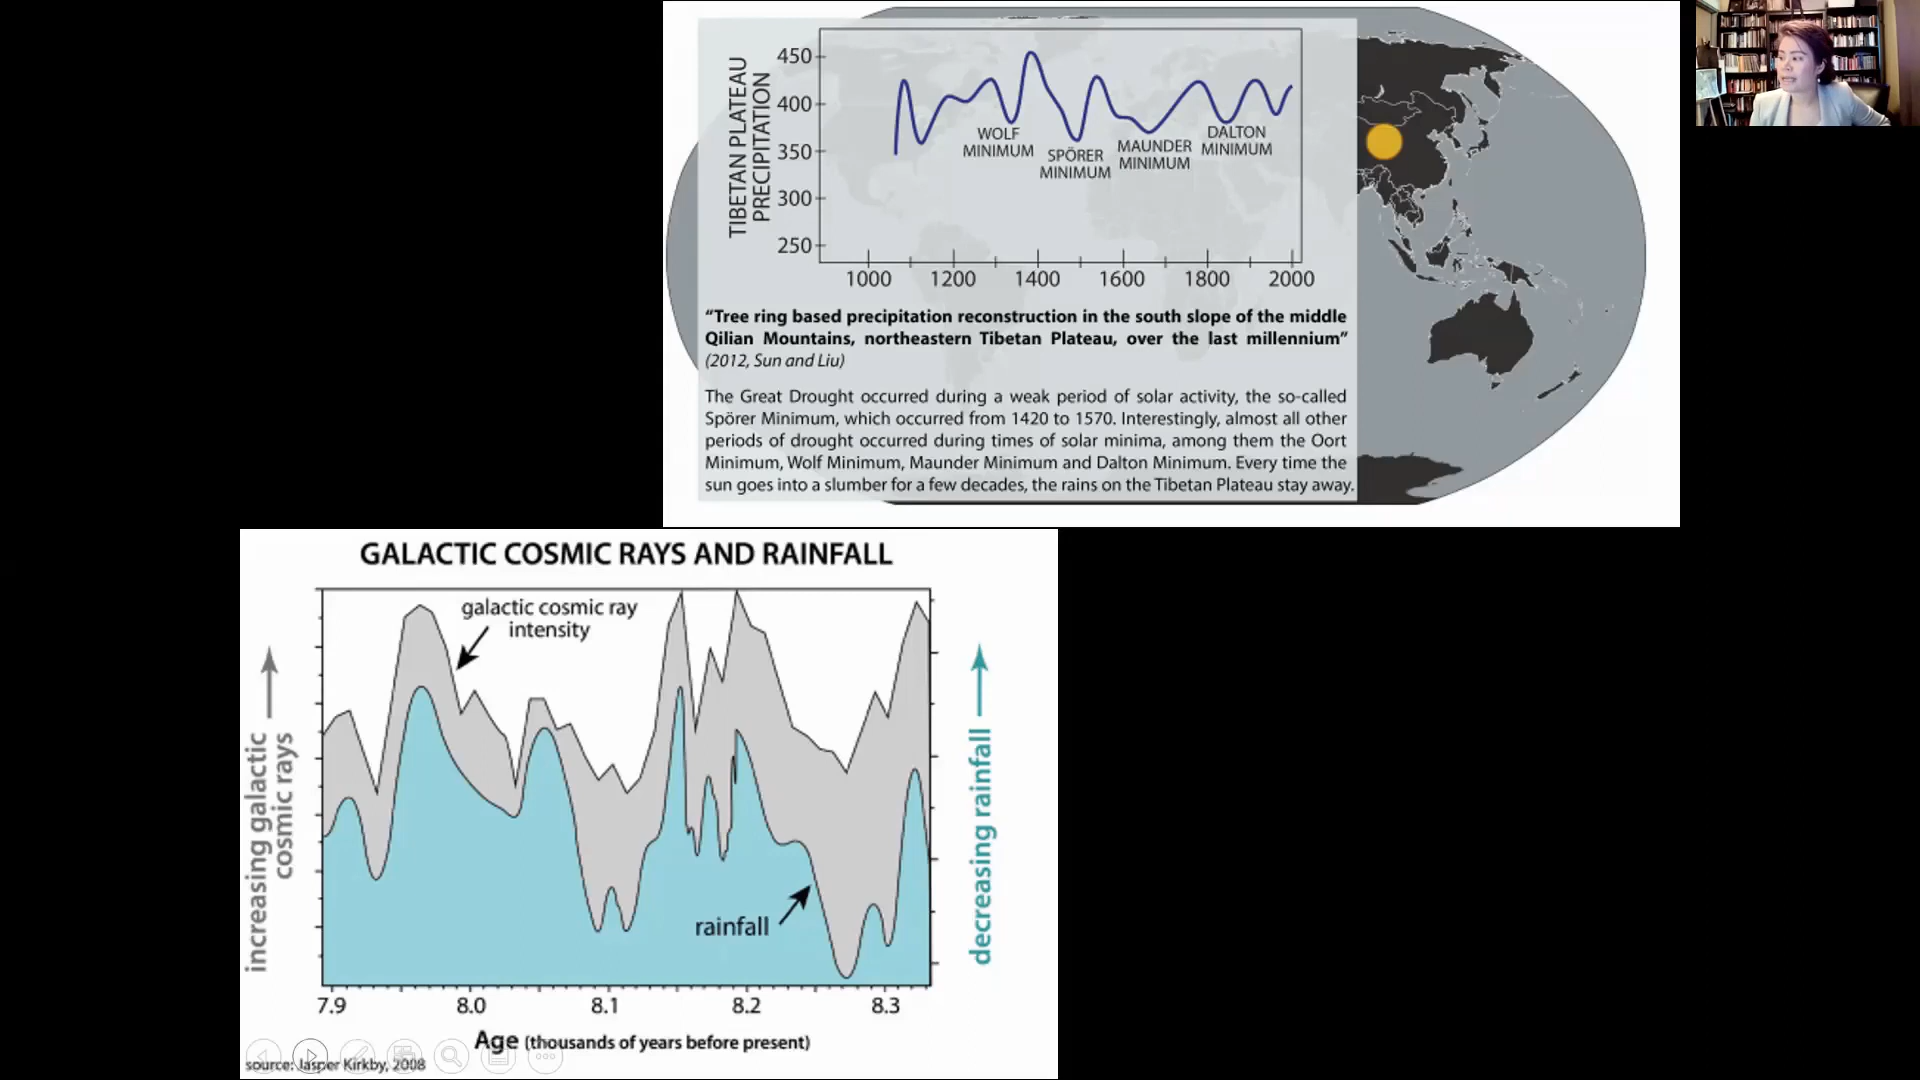 TIBETAN PLATEAU
PRECIPITATION
450
400
350
300
250
WOLF
MINIMUM
SPÖRER
MINIMUM
MAUNDER
MINIMUM
DALTON
MINIMUM
1000 1200 1400 1600 1800 2000
“Tree ring based precipitation reconstruction in the south slope of the middle
Qilian Mountains, northeastern Tibetan Plateau, over the last millennium”
(2012, Sun and Liu)
The Great Drought occurred during a weak period of solar activity, the so-called
Spörer Minimum, which occurred from 1420 to 1570. Interestingly, almost all other
periods of drought occurred during times of solar minima, among them the Oort
Minimum, Wolf Minimum, Maunder Minimum and Dalton Minimum. Every time the
sun goes into a slumber for a few decades, the rains on the Tibetan Plateau stay away.
GALACTIC COSMIC RAYS AND RAINFALL
galactic cosmic ray
intensity
increasing galactic
cosmic rays
decreasing rainfall
rainfall
7.9 8.0 8.1 8.2 8.3
Age (thousands of years before present)
source: Jasper Kirkby, 2008